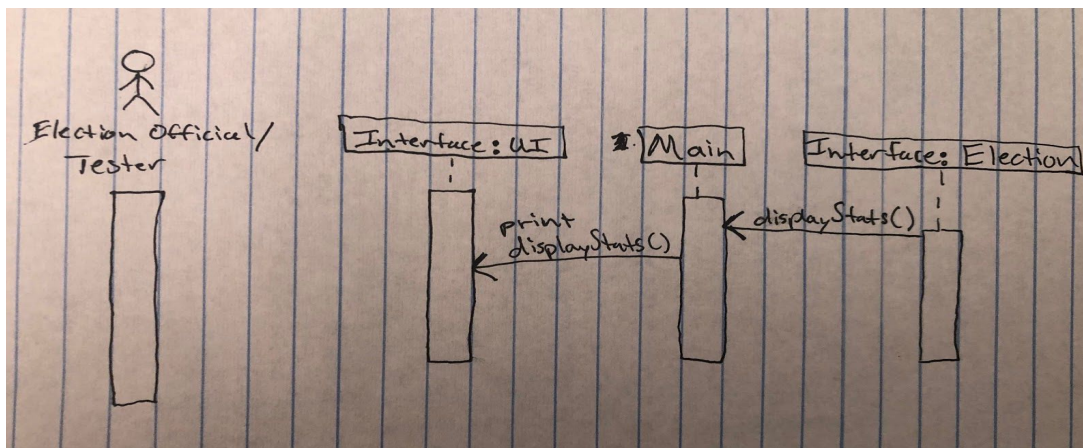 Election Official/
Tester
Interface: UI
Main
Interface: Election
print
displayStats()
displayStats()